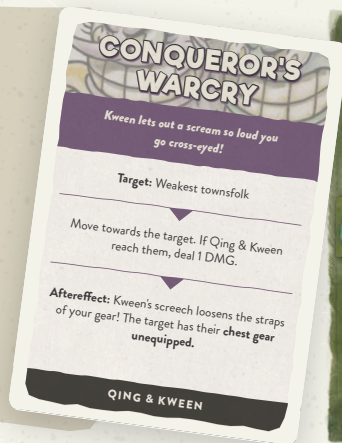 CONQUEROR'S
WARCRY
Kween lets out a scream so loud you
go cross-eyed!
Target: Weakest townsfolk
Move towards the target. If Qing & Kween
reach them, deal 1 DMG.
Aftereffect: Kween's screech loosens the straps
of your gear! The target has their chest gear
unequipped.
QING & KWEEN